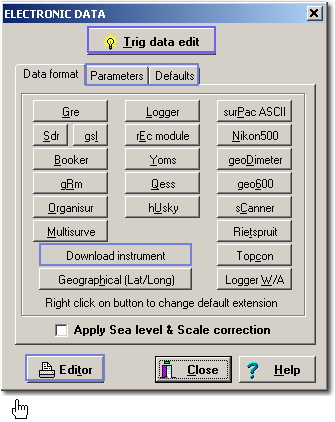 ELECTRONIC DATA
Trig data edit
Data format Parameters Defaults
Gre Logger surPac ASCII
Sdr gsI rEc module Nikon500
Booker Yoms geoDimeter
gRm Qess geo600
Organisur hUsky sCanner
Multisurve Rietspruit
Download instrument Topcon
Geographical (Lat/Long) Logger W/A
Right click on button to change default extension
Apply Sea level & Scale correction
Editor Close ? Help